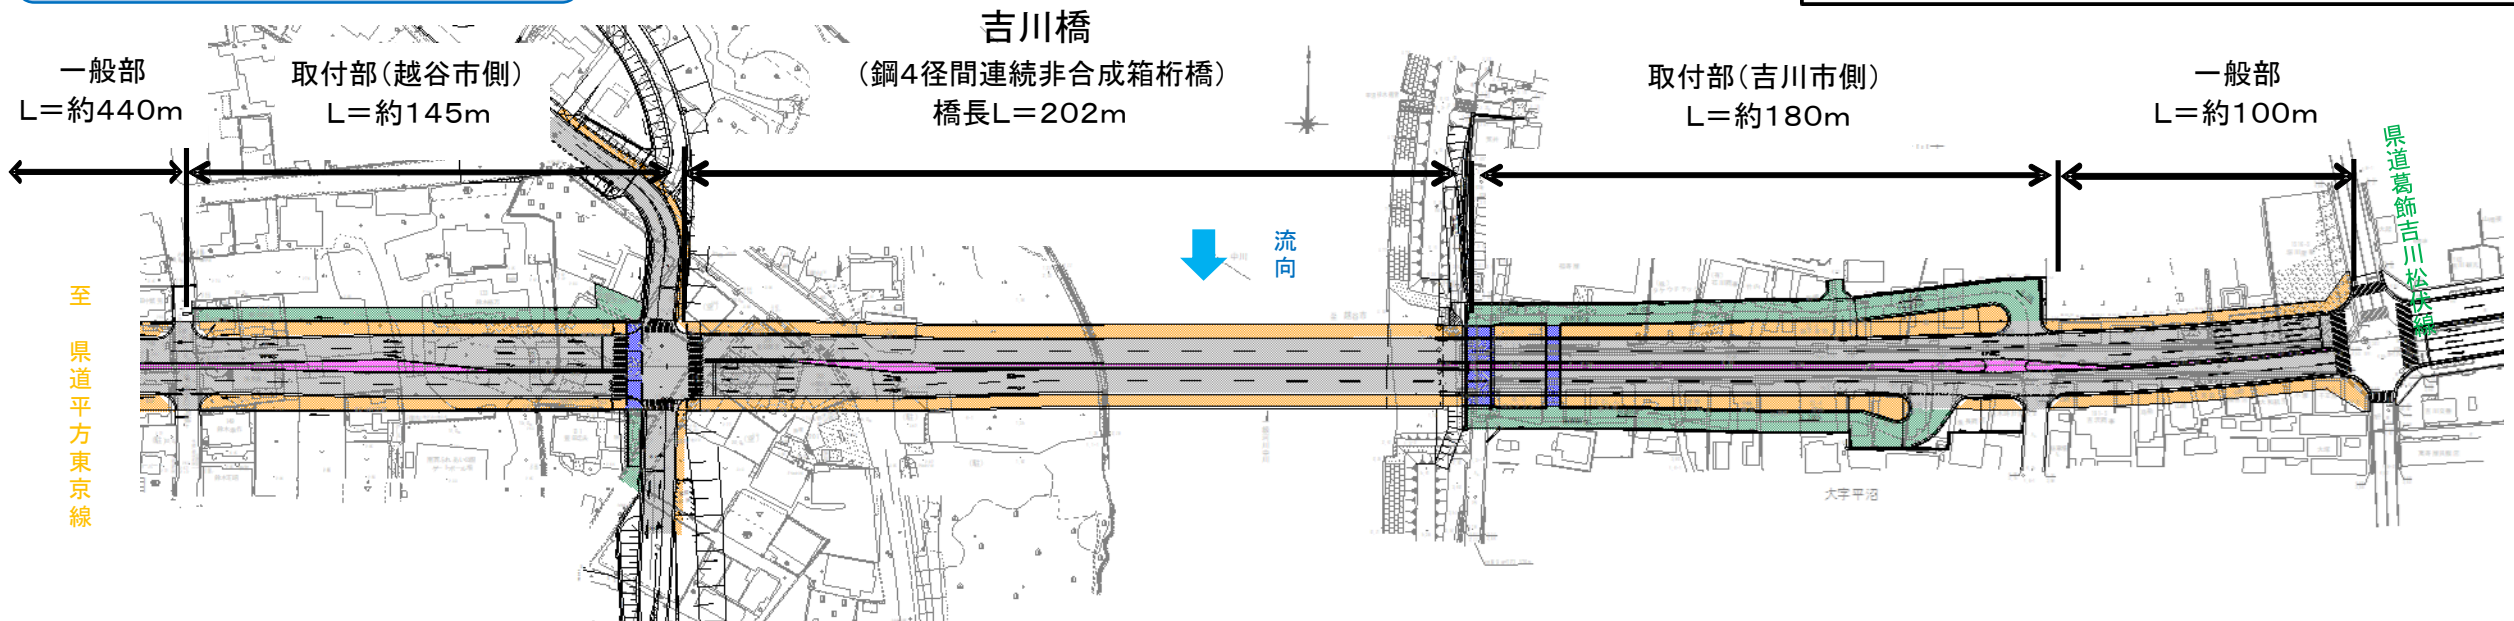 吉川橋
(鋼4径間連続非合成箱桁橋)
橋長L=202m
一般部
L=約440m
取付部(越谷市側)
L=約145m
取付部(吉川市側)
L=約180m
一般部
L=約100m
県道葛飾吉川松伏線
流向
中川
至 県道平方東京線
大字平沼